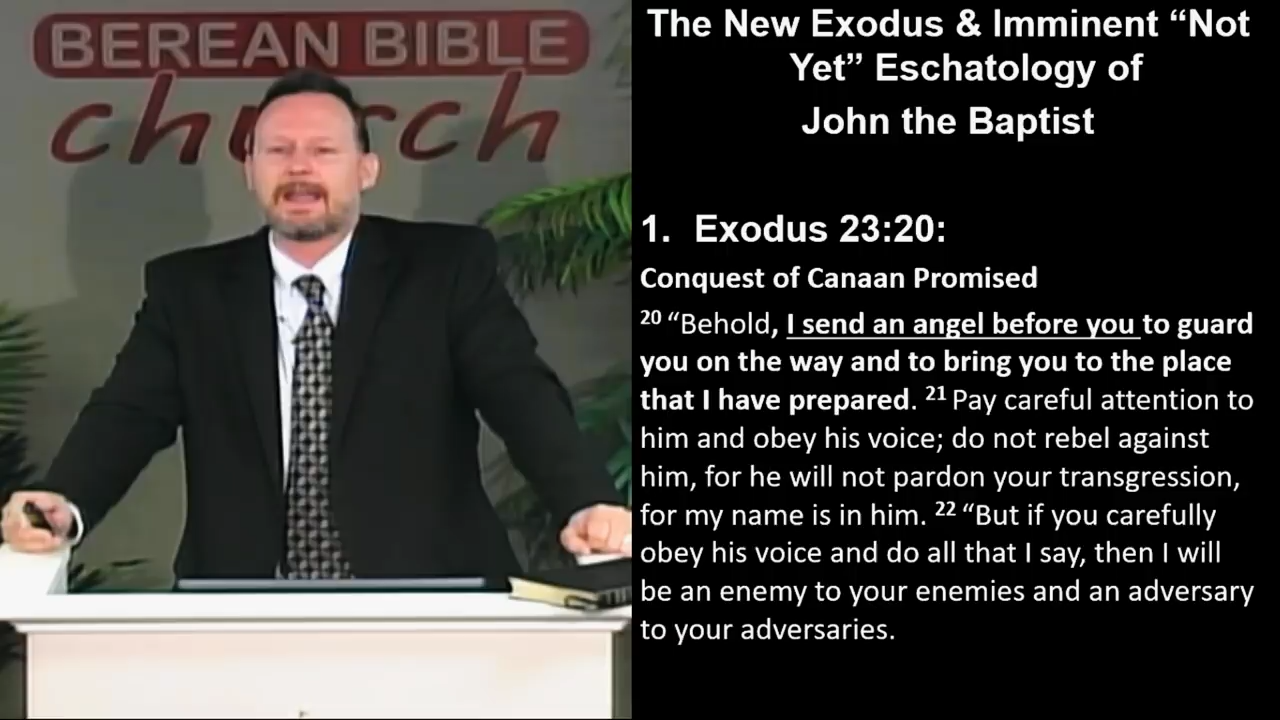 BEREAN BIBLE
church
The New Exodus & Imminent “Not
Yet” Eschatology of
John the Baptist
1. Exodus 23:20:
Conquest of Canaan Promised
20 “Behold, I send an angel before you to guard
you on the way and to bring you to the place
that I have prepared. 21 Pay careful attention to
him and obey his voice; do not rebel against
him, for he will not pardon your transgression,
for my name is in him. 22 “But if you carefully
obey his voice and do all that I say, then I will
be an enemy to your enemies and an adversary
to your adversaries.